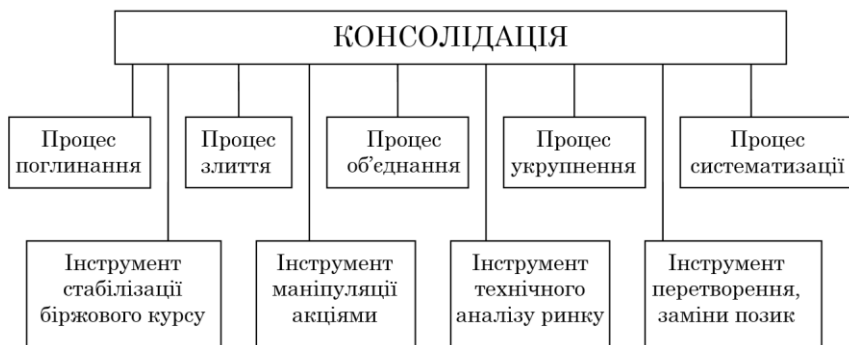 КОНСОЛІДАЦІЯ
Процес
поглинання
Процес
злиття
Процес
об’єднання
Процес
укрупнення
Процес
систематизації
Інструмент
стабілізації
біржового курсу
Інструмент
маніпуляції
акціями
Інструмент
технічного
аналізу ринку
Інструмент
перетворення,
заміни позик